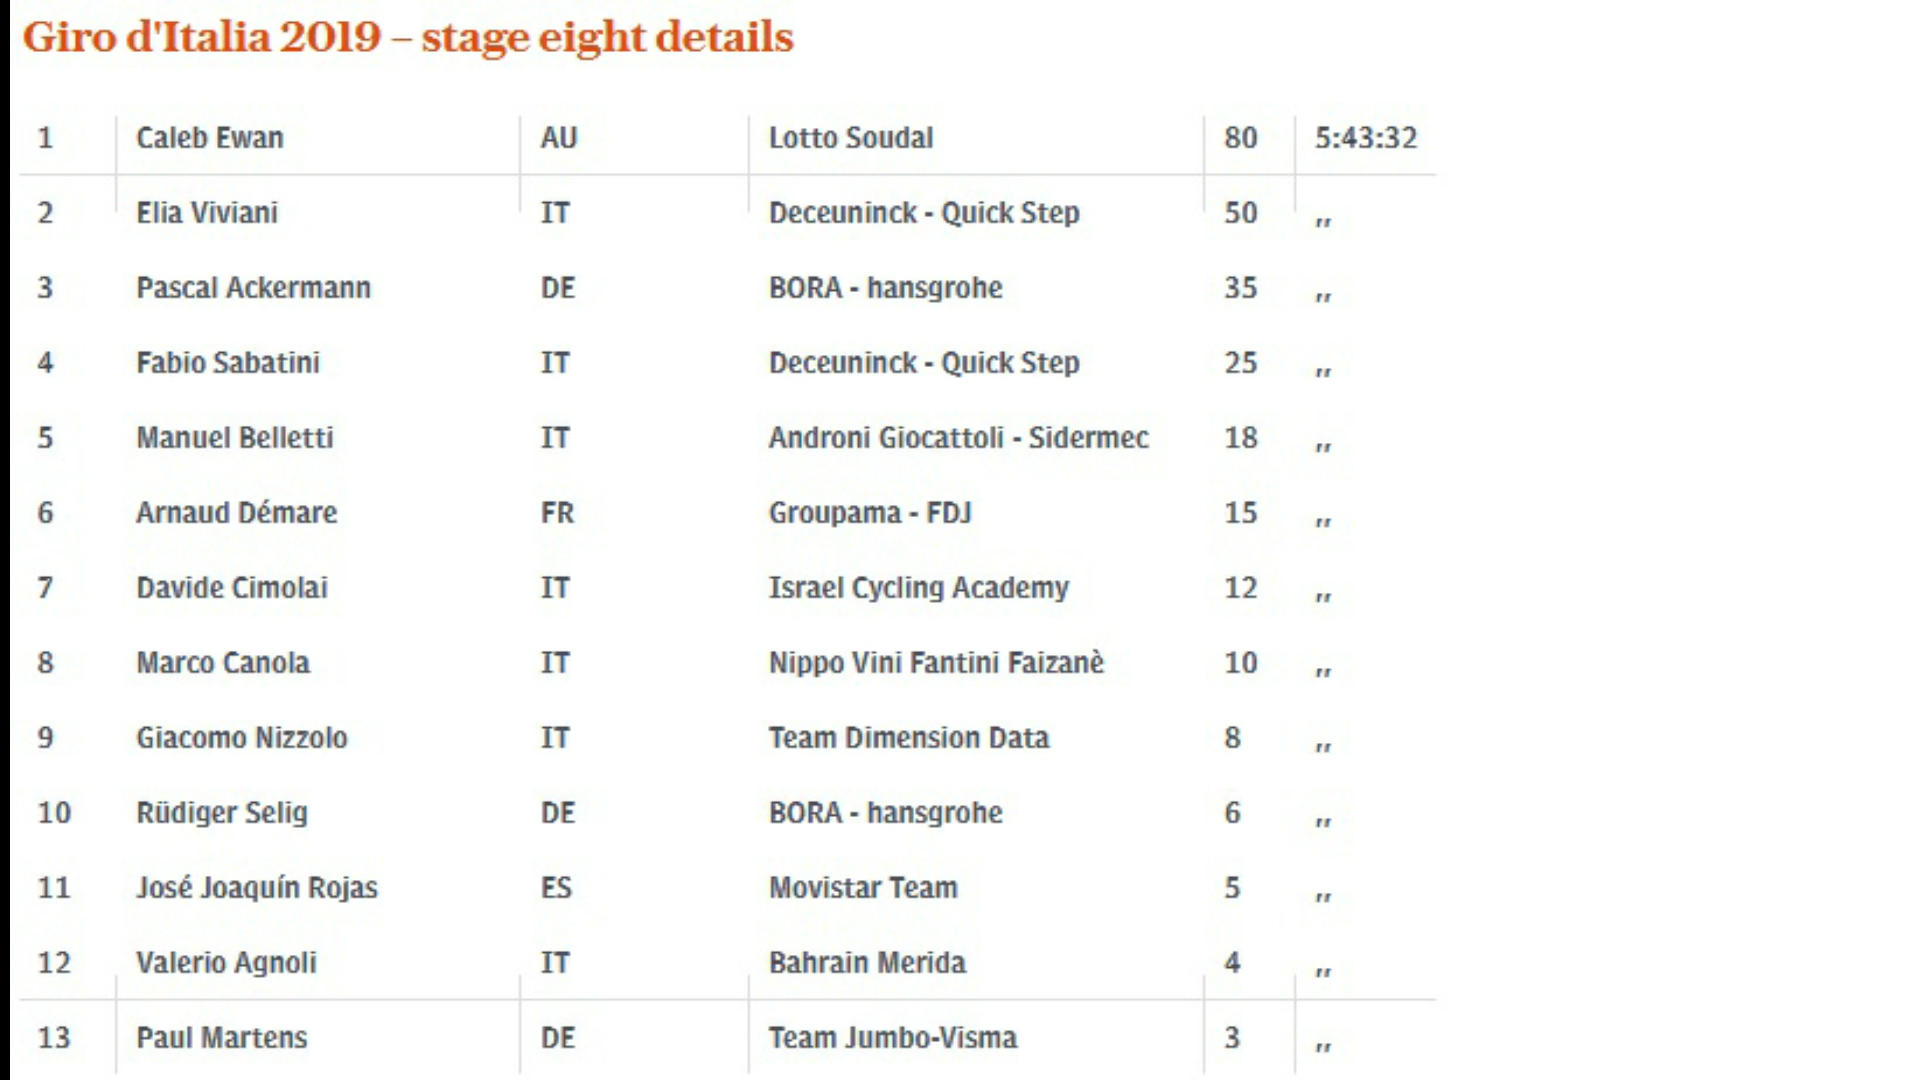 Giro d'Italia 2019 – stage eight details
1 Caleb Ewan AU Lotto Soudal 80 5:43:32
2 Elia Viviani IT Deceuninck - Quick Step 50 ,,
3 Pascal Ackermann DE BORA - hansgrohe 35 ,,
4 Fabio Sabatini IT Deceuninck - Quick Step 25 ,,
5 Manuel Belletti IT Androni Giocattoli - Sidermec 18 ,,
6 Arnaud Démare FR Groupama - FDJ 15 ,,
7 Davide Cimolai IT Israel Cycling Academy 12 ,,
8 Marco Canola IT Nippo Vini Fantini Faizanè 10 ,,
9 Giacomo Nizzolo IT Team Dimension Data 8 ,,
10 Rüdiger Selig DE BORA - hansgrohe 6 ,,
11 José Joaquín Rojas ES Movistar Team 5 ,,
12 Valerio Agnoli IT Bahrain Merida 4 ,,
13 Paul Martens DE Team Jumbo-Visma 3 ,,